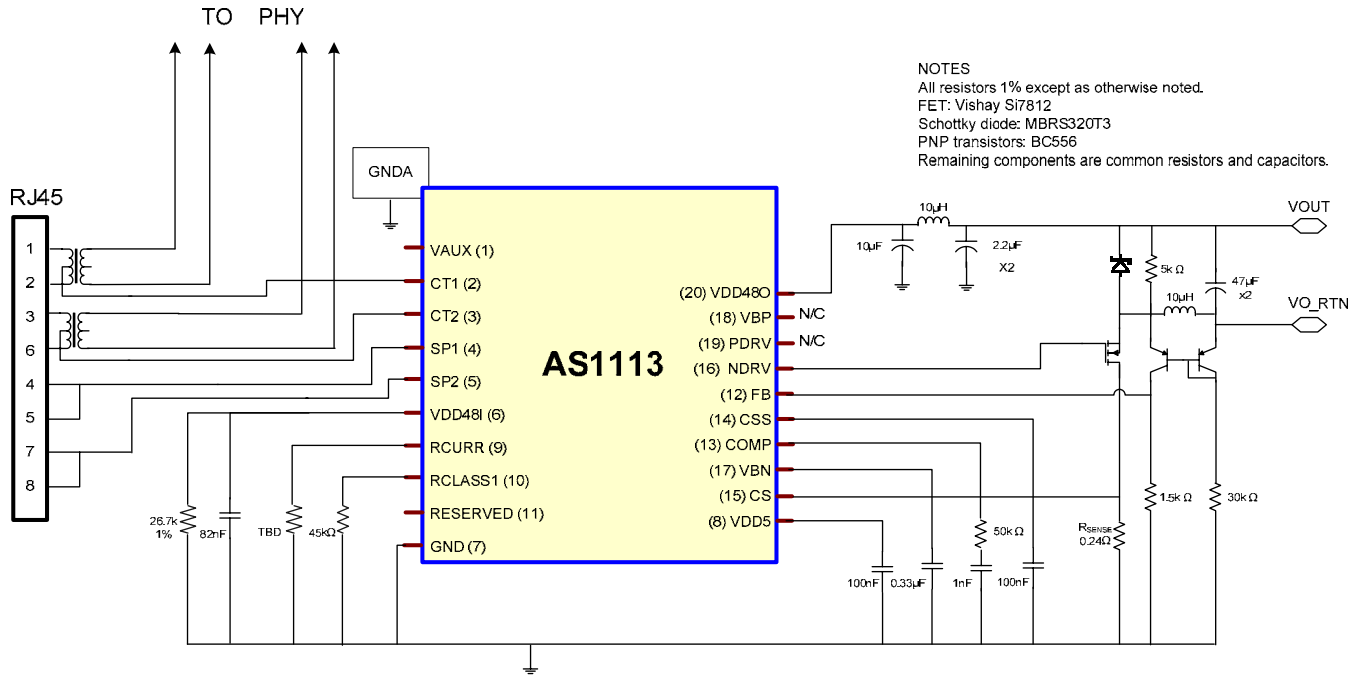 TO PHY
NOTES
All resistors 1% except as otherwise noted.
FET: Vishay Si7812
Schottky diode: MBRS320T3
PNP transistors: BC556
Remaining components are common resistors and capacitors.
GNDA
RJ45
1
2
3
6
4
5
7
8
VAUX (1)
CT1 (2)
CT2 (3)
SP1 (4)
SP2 (5)
VDD48I (6)
RCURR (9)
RCLASS1 (10)
RESERVED (11)
GND (7)
AS1113
(20) VDD48O
(18) VBP
(19) PDRV
(16) NDRV
(12) FB
(14) CSS
(13) COMP
(17) VBN
(15) CS
(8) VDD5
N/C
N/C
10µH
10µF
2.2µF
X2
VOUT
5k Ω
47µF
x2
10µH
VO_RTN
26.7k
1%
82nF
TBD
45kΩ
100nF
0.33µF
50kΩ
1nF
100nF
RSENSE
0.24Ω
1.5k Ω
30kΩ